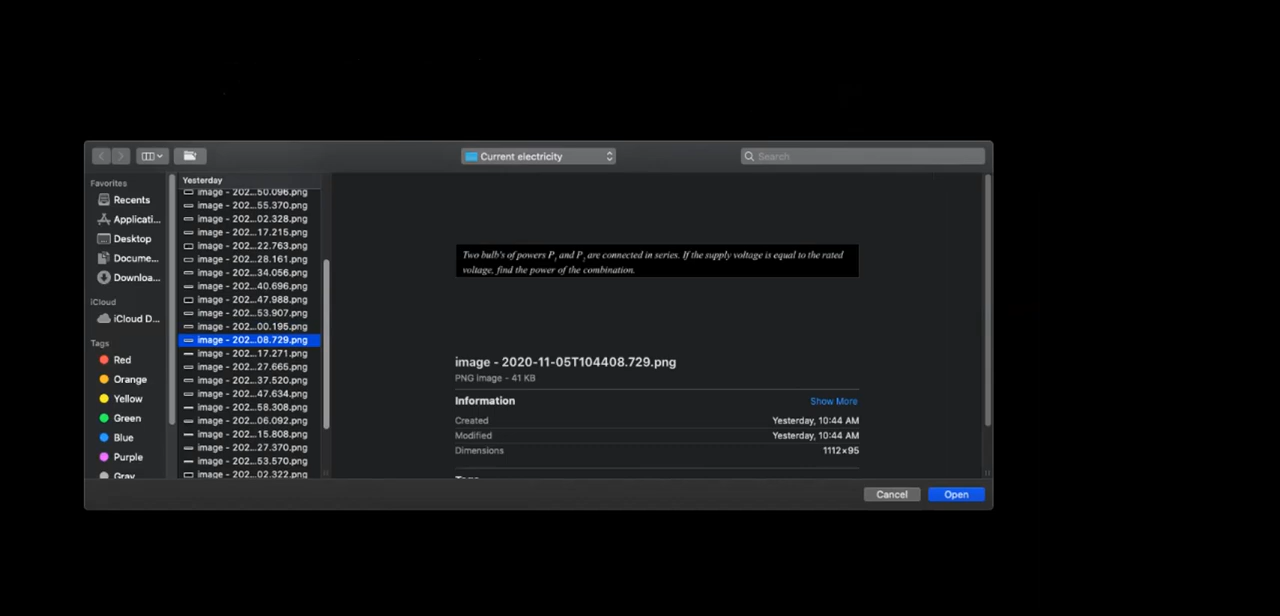 Current electricity
Search
Favorites
Recents
Applicati...
Desktop
Docume...
Downloa...
iCloud
iCloud D...
Tags
Red
Orange
Yellow
Green
Blue
Purple
Gray
Yesterday
image - 202...50.096.png
image - 202...55.370.png
image - 202...02.328.png
image - 202...17.215.png
image - 202...22.763.png
image - 202...28.161.png
image - 202...34.056.png
image - 202...40.696.png
image - 202...47.988.png
image - 202...53.907.png
image - 202...00.195.png
image - 202...08.729.png
image - 202...17.271.png
image - 202...27.665.png
image - 202...37.520.png
image - 202...47.634.png
image - 202...58.308.png
image - 202...06.092.png
image - 202...15.808.png
image - 202...27.370.png
image - 202...53.570.png
image - 202...02.322.png
Two bulb's of powers P₁ and P₂ are connected in series. If the supply voltage is equal to the rated
voltage, find the power of the combination.
image - 2020-11-05T104408.729.png
PNG image - 41 KB
Information
Show More
Created Yesterday, 10:44 AM
Modified Yesterday, 10:44 AM
Dimensions 1112×95
Cancel
Open